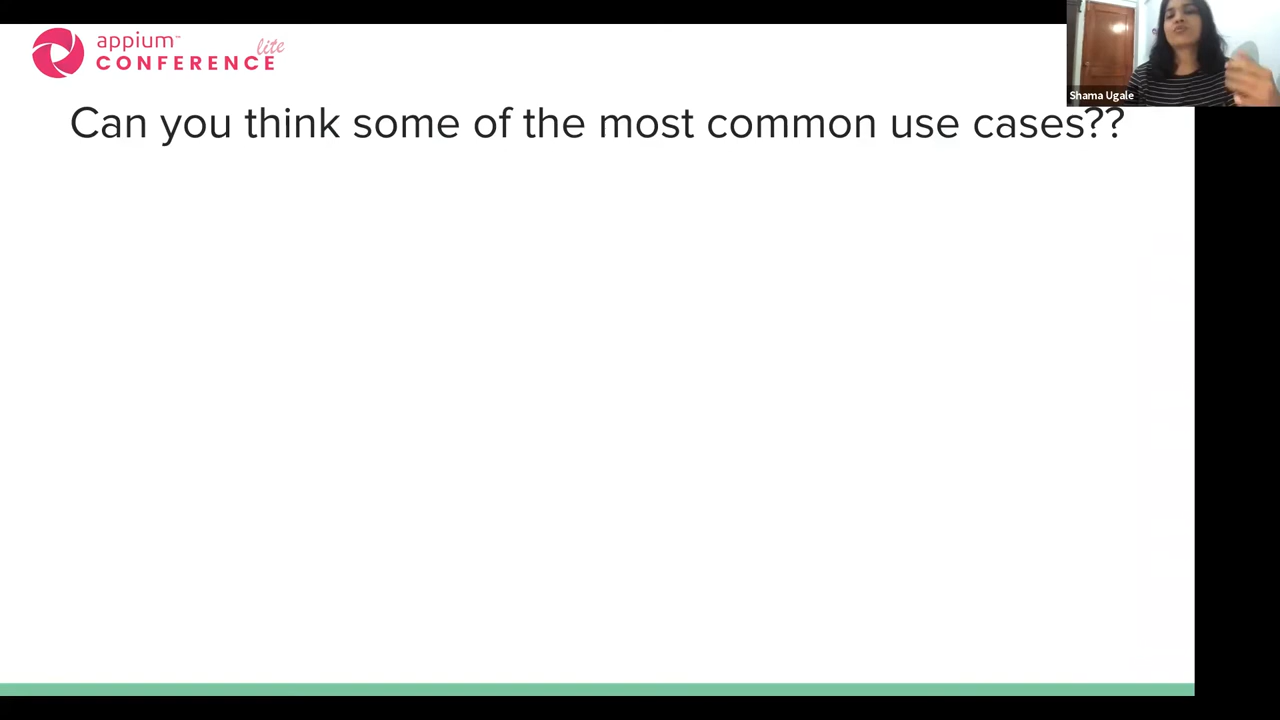 appium™
CONFERENCE lite
Shama Ugale
Can you think some of the most common use cases??